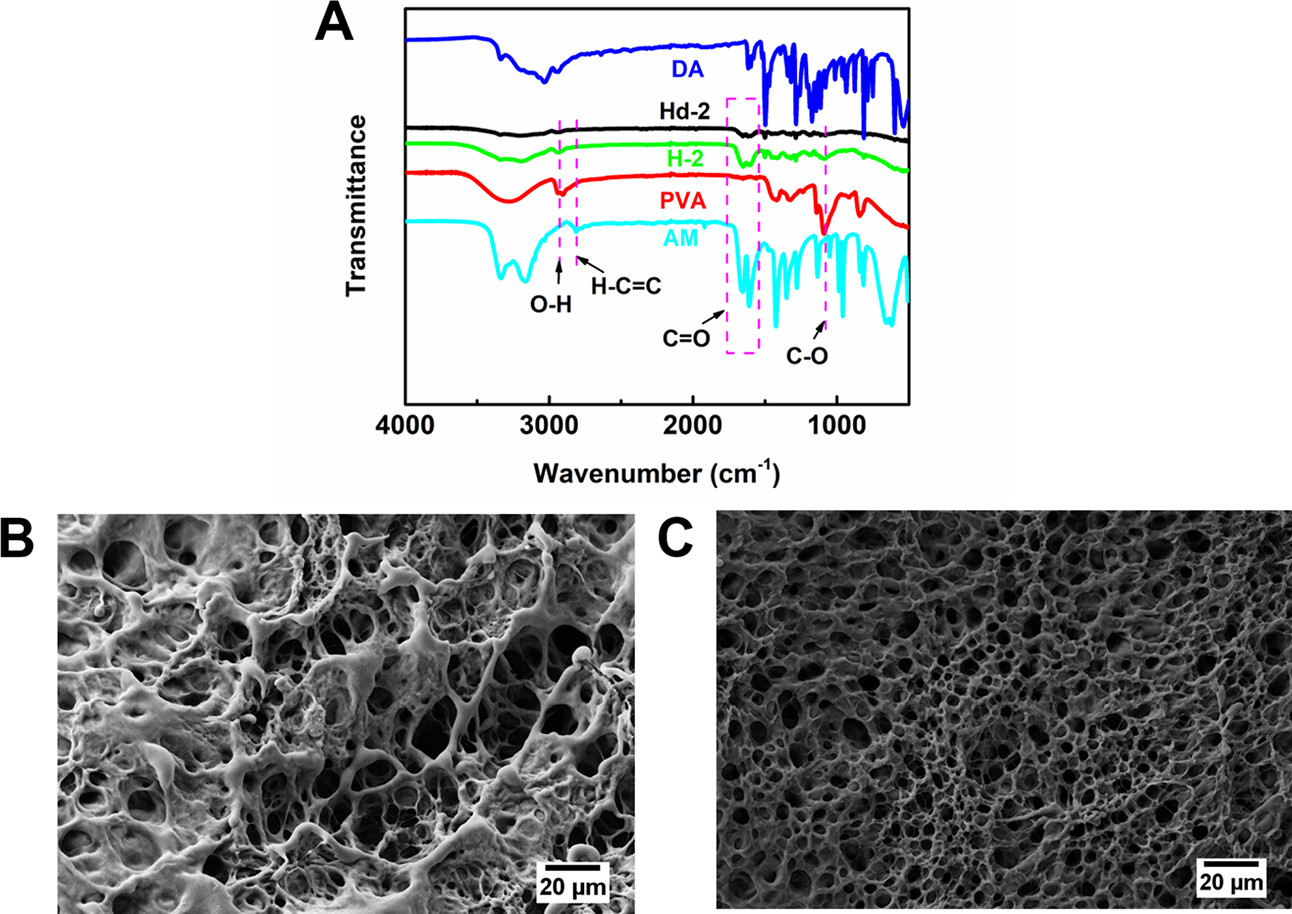 A
Transmittance
DA
Hd-2
H-2
PVA
AM
O-H
H-C=C
C=O
C-O
4000 3000 2000 1000
Wavenumber (cm⁻¹)
B
20 µm
C
20 µm